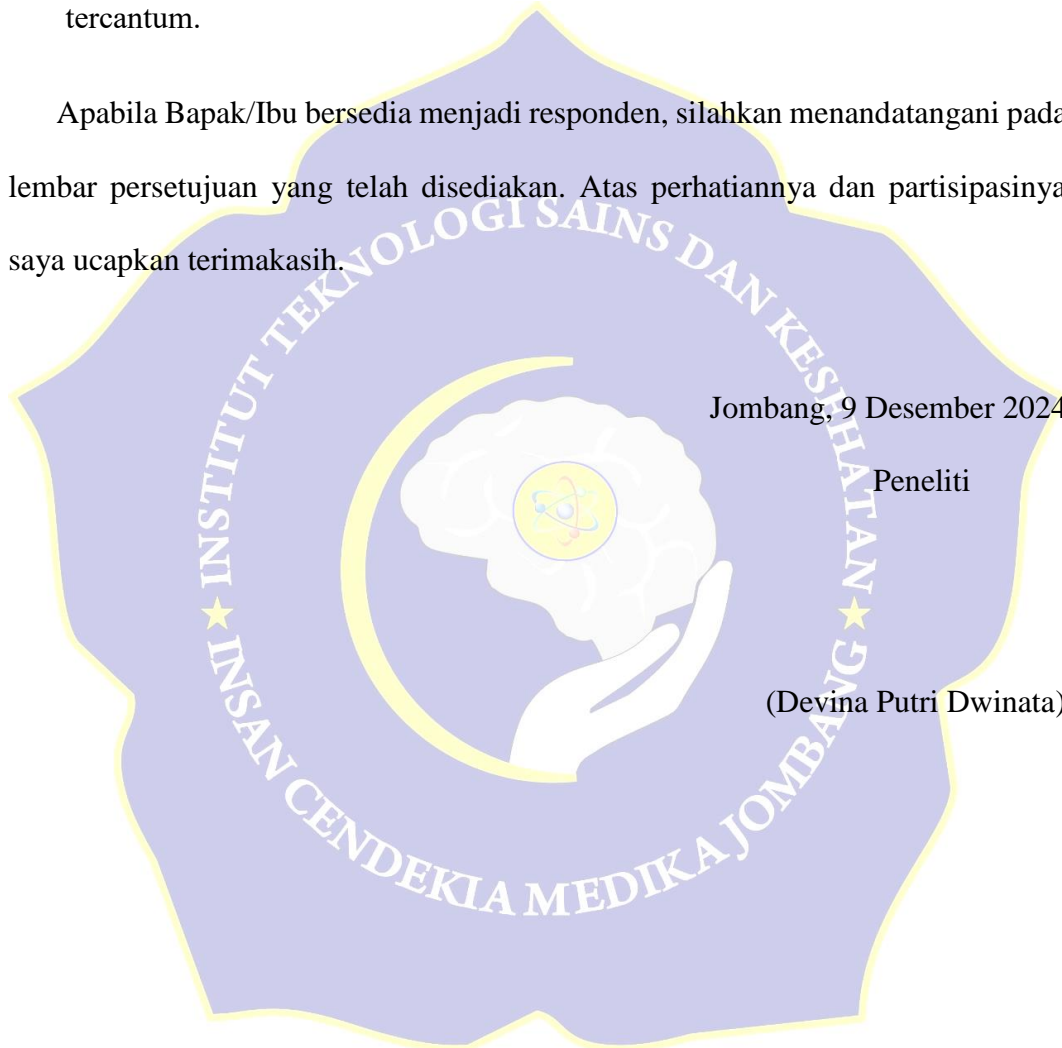 tercantum.
Apabila Bapak/Ibu bersedia menjadi responden, silahkan menandatangani pada
lembar persetujuan yang telah disediakan. Atas perhatiannya dan partisipasinya
saya ucapkan terimakasih.
INSTITUT TEKNOLOGI SAINS DAN KESEHATAN
Jombang, 9 Desember 2024
Peneliti
(Devina Putri Dwinata)
INSAN CENDEKIA MEDIKA JOMBANG